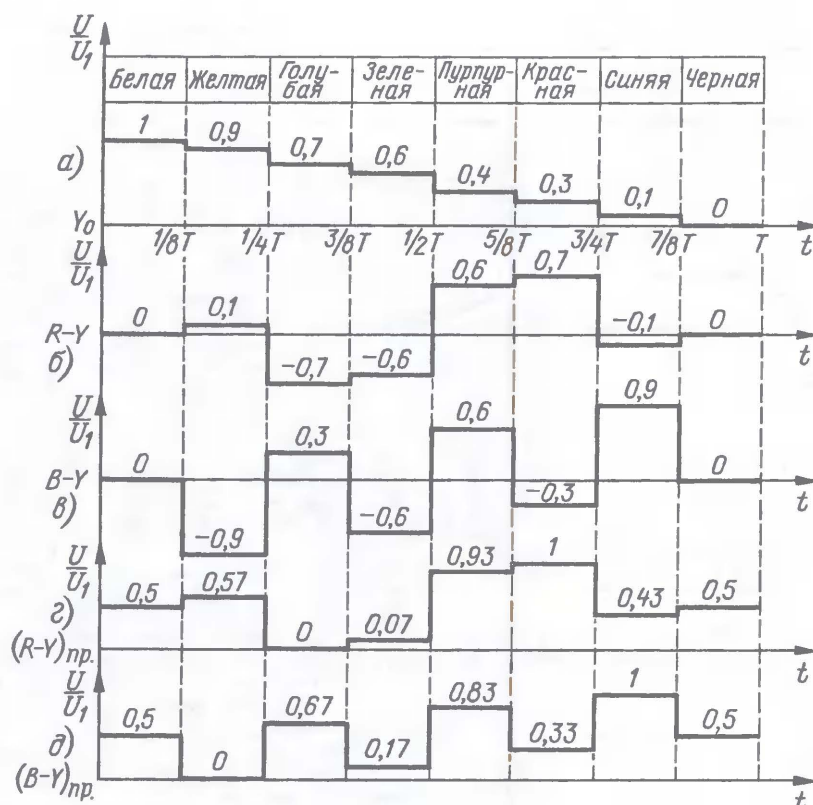 U/U₁
Белая Желтая Голу-бая Зеле-ная Пурпур-ная Крас-ная Синяя Черная
а) 1 0,9 0,7 0,6 0,4 0,3 0,1 0
Y₀ 1/8T 1/4T 3/8T 1/2T 5/8T 3/4T 7/8T T t
U/U₁
R-Y 0 0,1 -0,7 -0,6 0,6 0,7 -0,1 0 t
б)
U/U₁
B-Y 0 -0,9 0,3 -0,6 0,6 -0,3 0,9 0 t
в)
U/U₁
г) 0,5 0,57 0 0,07 0,93 1 0,43 0,5
(R-Y)пр. t
U/U₁
д) 0,5 0 0,67 0,17 0,83 0,33 1 0,5
(B-Y)пр. t